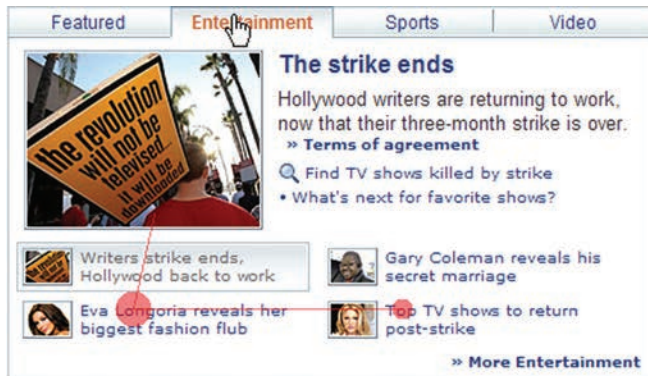 Featured Entertainment Sports Video
the revolution
will not be
televised...
it will be
downloaded
The strike ends
Hollywood writers are returning to work,
now that their three-month strike is over.
» Terms of agreement
Find TV shows killed by strike
• What's next for favorite shows?
Writers strike ends,
Hollywood back to work
Gary Coleman reveals his
secret marriage
Eva Longoria reveals her
biggest fashion flub
Top TV shows to return
post-strike
» More Entertainment